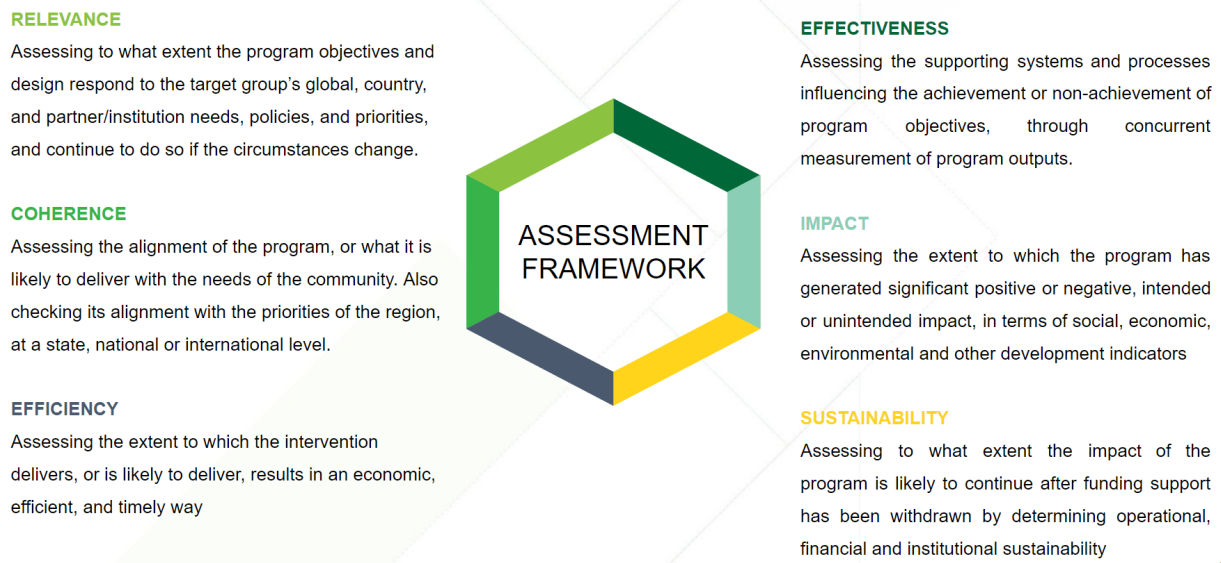 RELEVANCE
Assessing to what extent the program objectives and
design respond to the target group’s global, country,
and partner/institution needs, policies, and priorities,
and continue to do so if the circumstances change.
COHERENCE
Assessing the alignment of the program, or what it is
likely to deliver with the needs of the community. Also
checking its alignment with the priorities of the region,
at a state, national or international level.
EFFICIENCY
Assessing the extent to which the intervention
delivers, or is likely to deliver, results in an economic,
efficient, and timely way
ASSESSMENT
FRAMEWORK
EFFECTIVENESS
Assessing the supporting systems and processes
influencing the achievement or non-achievement of
program objectives, through concurrent
measurement of program outputs.
IMPACT
Assessing the extent to which the program has
generated significant positive or negative, intended
or unintended impact, in terms of social, economic,
environmental and other development indicators
SUSTAINABILITY
Assessing to what extent the impact of the
program is likely to continue after funding support
has been withdrawn by determining operational,
financial and institutional sustainability